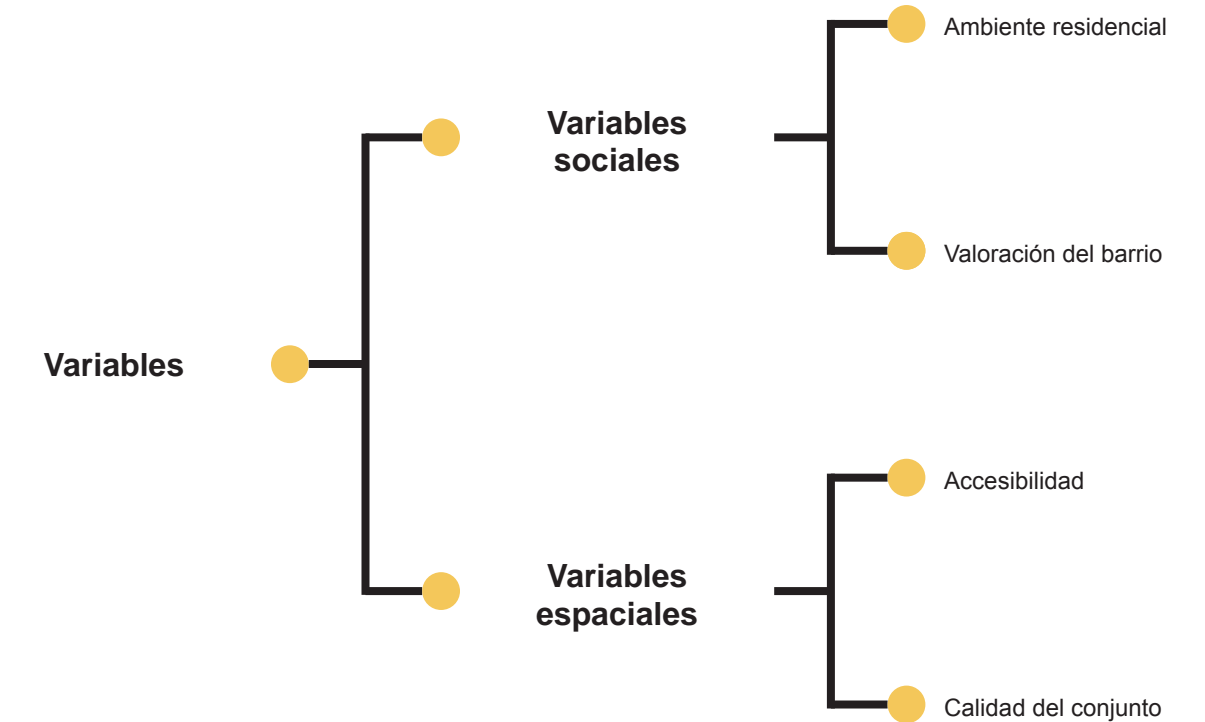 Ambiente residencial
Variables
sociales
Valoración del barrio
Variables
Accesibilidad
Variables
espaciales
Calidad del conjunto